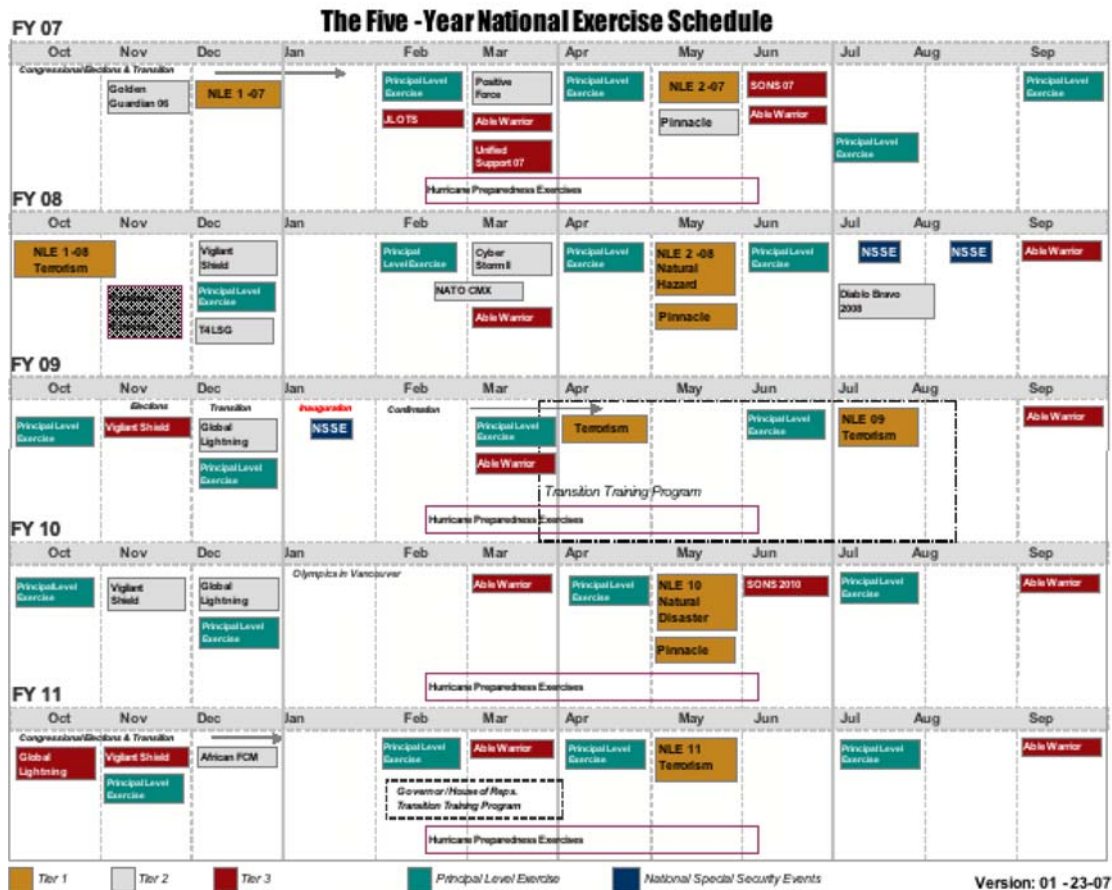 The Five -Year National Exercise Schedule
FY 07
Oct Nov Dec Jan Feb Mar Apr May Jun Jul Aug Sep
Congressional Elections & Transition
Golden
Guardian 06
NLE 1 -07
Principal Level
Exercise
JLOTS
Positive
Force
Able Warrior
Unified
Support 07
Principal Level
Exercise
NLE 2 -07
Pinnacle
SONS 07
Able Warrior
Principal Level
Exercise
Principal Level
Exercise
Hurricane Preparedness Exercises
FY 08
Oct Nov Dec Jan Feb Mar Apr May Jun Jul Aug Sep
NLE 1 -08
Terrorism
Vigilant
Shield
Principal Level
Exercise
T4LSG
Principal
Level Exercise
Cyber
Storm II
NATO CMX
Able Warrior
Principal Level
Exercise
NLE 2 -08
Natural
Hazard
Pinnacle
Principal Level
Exercise
NSSE
NSSE
Diablo Bravo
2008
Able Warrior
FY 09
Oct Nov Dec Jan Feb Mar Apr May Jun Jul Aug Sep
Elections Transition Inauguration Confirmation
Principal Level
Exercise
Vigilant Shield
Global
Lightning
Principal Level
Exercise
NSSE
Principal Level
Exercise
Able Warrior
Terrorism
Principal Level
Exercise
NLE 09
Terrorism
Able Warrior
Transition Training Program
Hurricane Preparedness Exercises
FY 10
Oct Nov Dec Jan Feb Mar Apr May Jun Jul Aug Sep
Olympics in Vancouver
Principal Level
Exercise
Vigilant
Shield
Global
Lightning
Principal Level
Exercise
Able Warrior
Principal Level
Exercise
NLE 10
Natural
Disaster
Pinnacle
SONS 2010
Principal Level
Exercise
Able Warrior
Hurricane Preparedness Exercises
FY 11
Oct Nov Dec Jan Feb Mar Apr May Jun Jul Aug Sep
Congressional Elections & Transition
Global
Lightning
Vigilant Shield
Principal Level
Exercise
African FCM
Principal Level
Exercise
Able Warrior
Principal Level
Exercise
NLE 11
Terrorism
Principal Level
Exercise
Able Warrior
Governor/House of Reps.
Transition Training Program
Hurricane Preparedness Exercises
Tier 1 Tier 2 Tier 3 Principal Level Exercise National Special Security Events
Version: 01 - 23-07